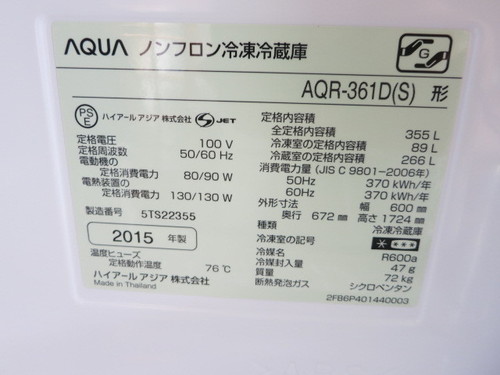 AQUA ノンフロン冷凍冷蔵庫
G
AQR-361D(S) 形
PS
E
ハイアール アジア 株式会社 S JET
定格電圧 100 V
定格周波数 50/60 Hz
電動機の
定格消費電力 80/90 W
電熱装置の
定格消費電力 130/130 W
製造番号 5TS22355
2015 年製
温度ヒューズ
定格動作温度 76℃
ハイアール アジア 株式会社
Made in Thailand
定格内容積
全定格内容積 355 L
冷凍室の定格内容積 89 L
冷蔵室の定格内容積 266 L
消費電力量 (JIS C 9801-2006年)
50Hz 370 kWh/年
60Hz 370 kWh/年
外形寸法 幅 600 mm
奥行 672 mm 高さ 1724 mm
種類 冷凍冷蔵庫
冷凍室の記号
冷媒名 R600a
冷媒封入量 47 g
質量 72 kg
断熱発泡ガス シクロペンタン
2FB6P401440003